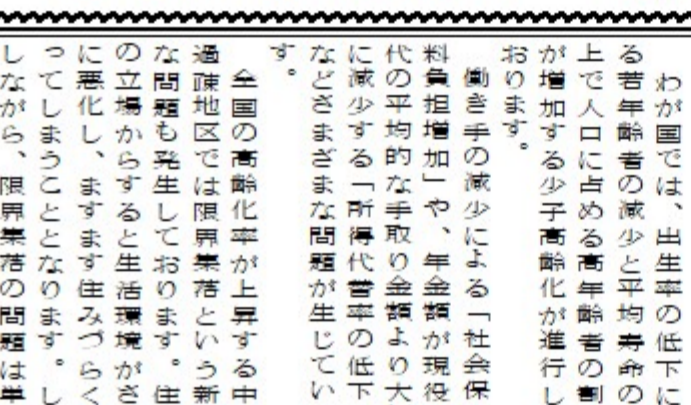 わが国では、出生率の低下に
る若年齢者の減少と平均寿命の
上で人口に占める高年齢者の割
が増加する少子高齢化が進行し
おります。
働き手の減少による「社会保
料負担増加」や、年金額が現役
代の平均的な手取り金額より大
に減少する「所得代替率の低下
などさまざまな問題が生じてい
す。
全国の高齢化率が上昇する中
過疎地区では限界集落という新
な問題も発生しております。住
の立場からすると生活環境がさ
に悪化し、ますます住みづらく
ってしまうこととなります。し
しながら、限界集落の問題は単